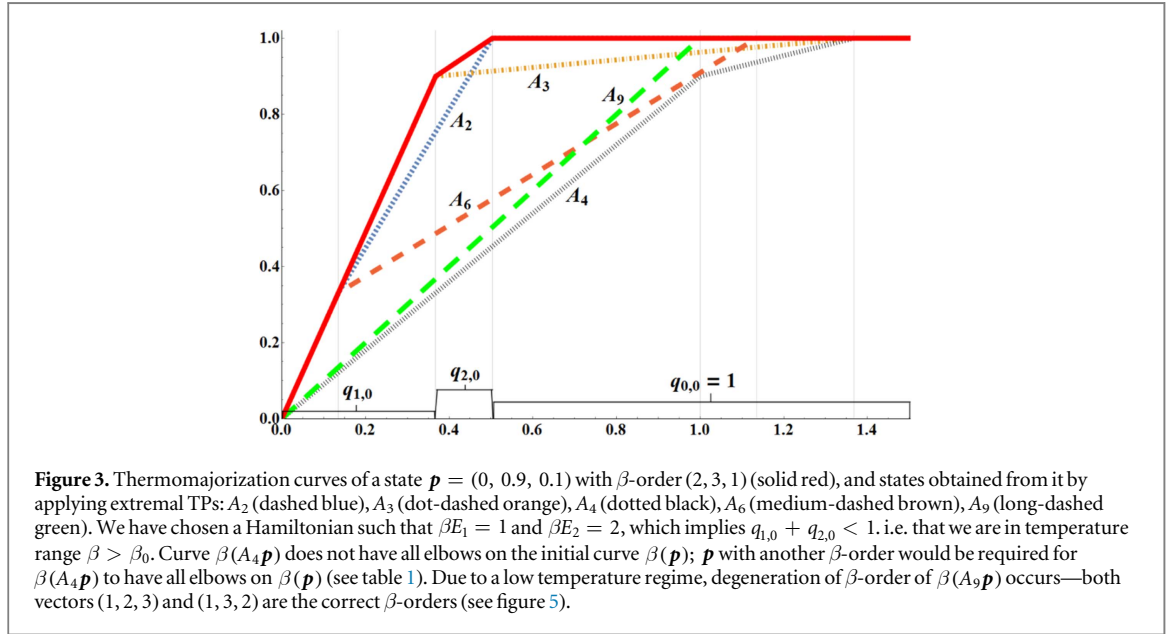 1.0
0.8
0.6
0.4
0.2
0.0
A3
A9
A2
A6
A4
q1,0
q2,0
q0,0 = 1
0.0 0.2 0.4 0.6 0.8 1.0 1.2 1.4
Figure 3. Thermomajorization curves of a state p = (0, 0.9, 0.1) with β-order (2, 3, 1) (solid red), and states obtained from it by
applying extremal TPs: A2 (dashed blue), A3 (dot-dashed orange), A4 (dotted black), A6 (medium-dashed brown), A9 (long-dashed
green). We have chosen a Hamiltonian such that βE1 = 1 and βE2 = 2, which implies q1,0 + q2,0 < 1. i.e. that we are in temperature
range β > β0. Curve β(A4p) does not have all elbows on the initial curve β(p); p with another β-order would be required for
β(A4p) to have all elbows on β(p) (see table 1). Due to a low temperature regime, degeneration of β-order of β(A9p) occurs—both
vectors (1, 2, 3) and (1, 3, 2) are the correct β-orders (see figure 5).